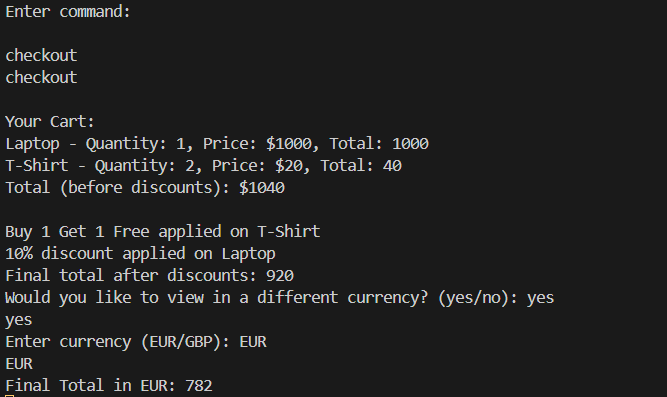 Enter command:
checkout
checkout
Your Cart:
Laptop - Quantity: 1, Price: $1000, Total: 1000
T-Shirt - Quantity: 2, Price: $20, Total: 40
Total (before discounts): $1040
Buy 1 Get 1 Free applied on T-Shirt
10% discount applied on Laptop
Final total after discounts: 920
Would you like to view in a different currency? (yes/no): yes
yes
Enter currency (EUR/GBP): EUR
EUR
Final Total in EUR: 782